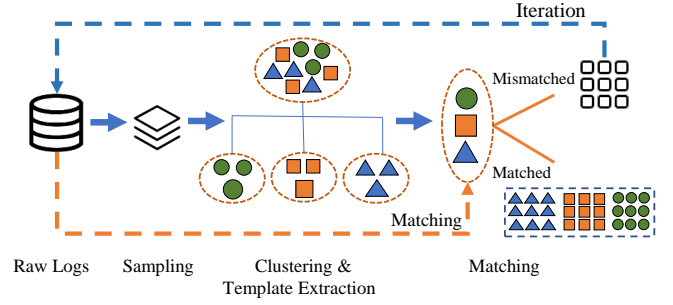 Iteration
Mismatched
Matched
Matching
Raw Logs
Sampling
Clustering &
Template Extraction
Matching